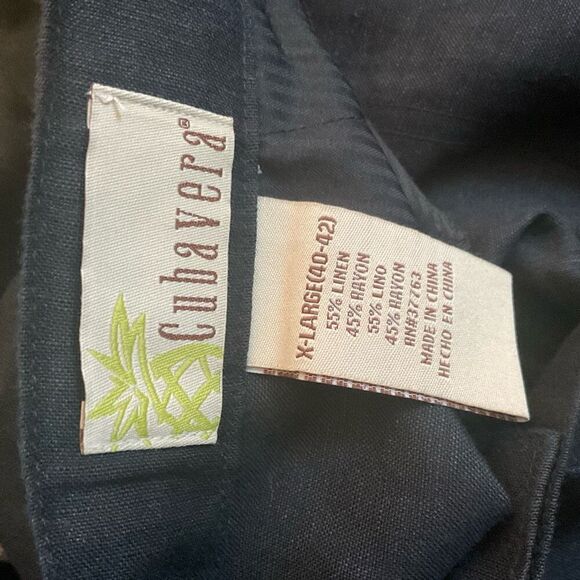 Cubavera®
X-LARGE(40-42)
55% LINEN
45% RAYON
55% LINO
45% RAYON
RN#37763
MADE IN CHINA
HECHO EN CHINA